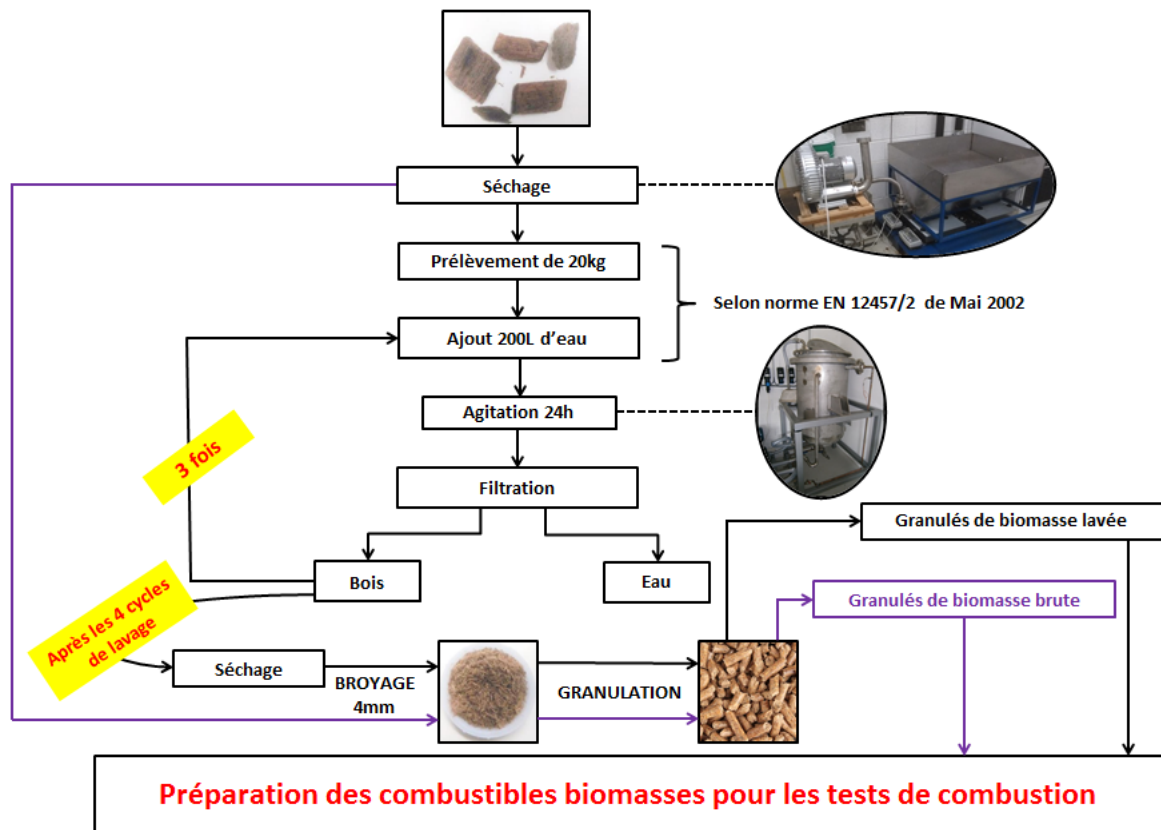 Séchage
Prélèvement de 20kg
Selon norme EN 12457/2 de Mai 2002
Ajout 200L d’eau
Agitation 24h
3 fois
Filtration
Granulés de biomasse lavée
Bois
Eau
Granulés de biomasse brute
Après les 4 cycles
de lavage
Séchage
BROYAGE
4mm
GRANULATION
Préparation des combustibles biomasses pour les tests de combustion